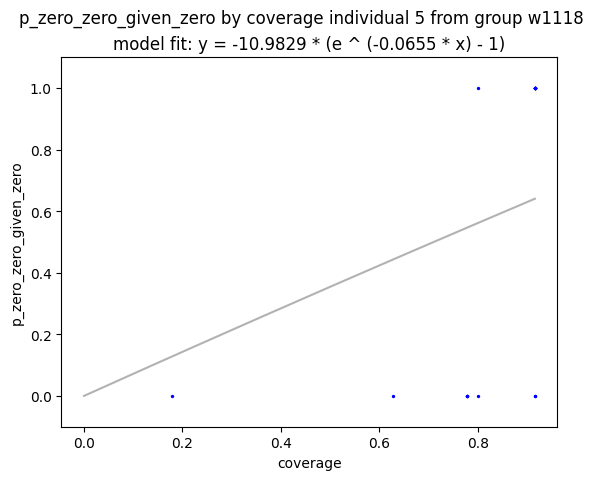 p_zero_zero_given_zero by coverage individual 5 from group w1118
model fit: y = -10.9829 * (e ^ (-0.0655 * x) - 1)
1.0
0.8
0.6
0.4
0.2
0.0
p_zero_zero_given_zero
0.0 0.2 0.4 0.6 0.8
coverage